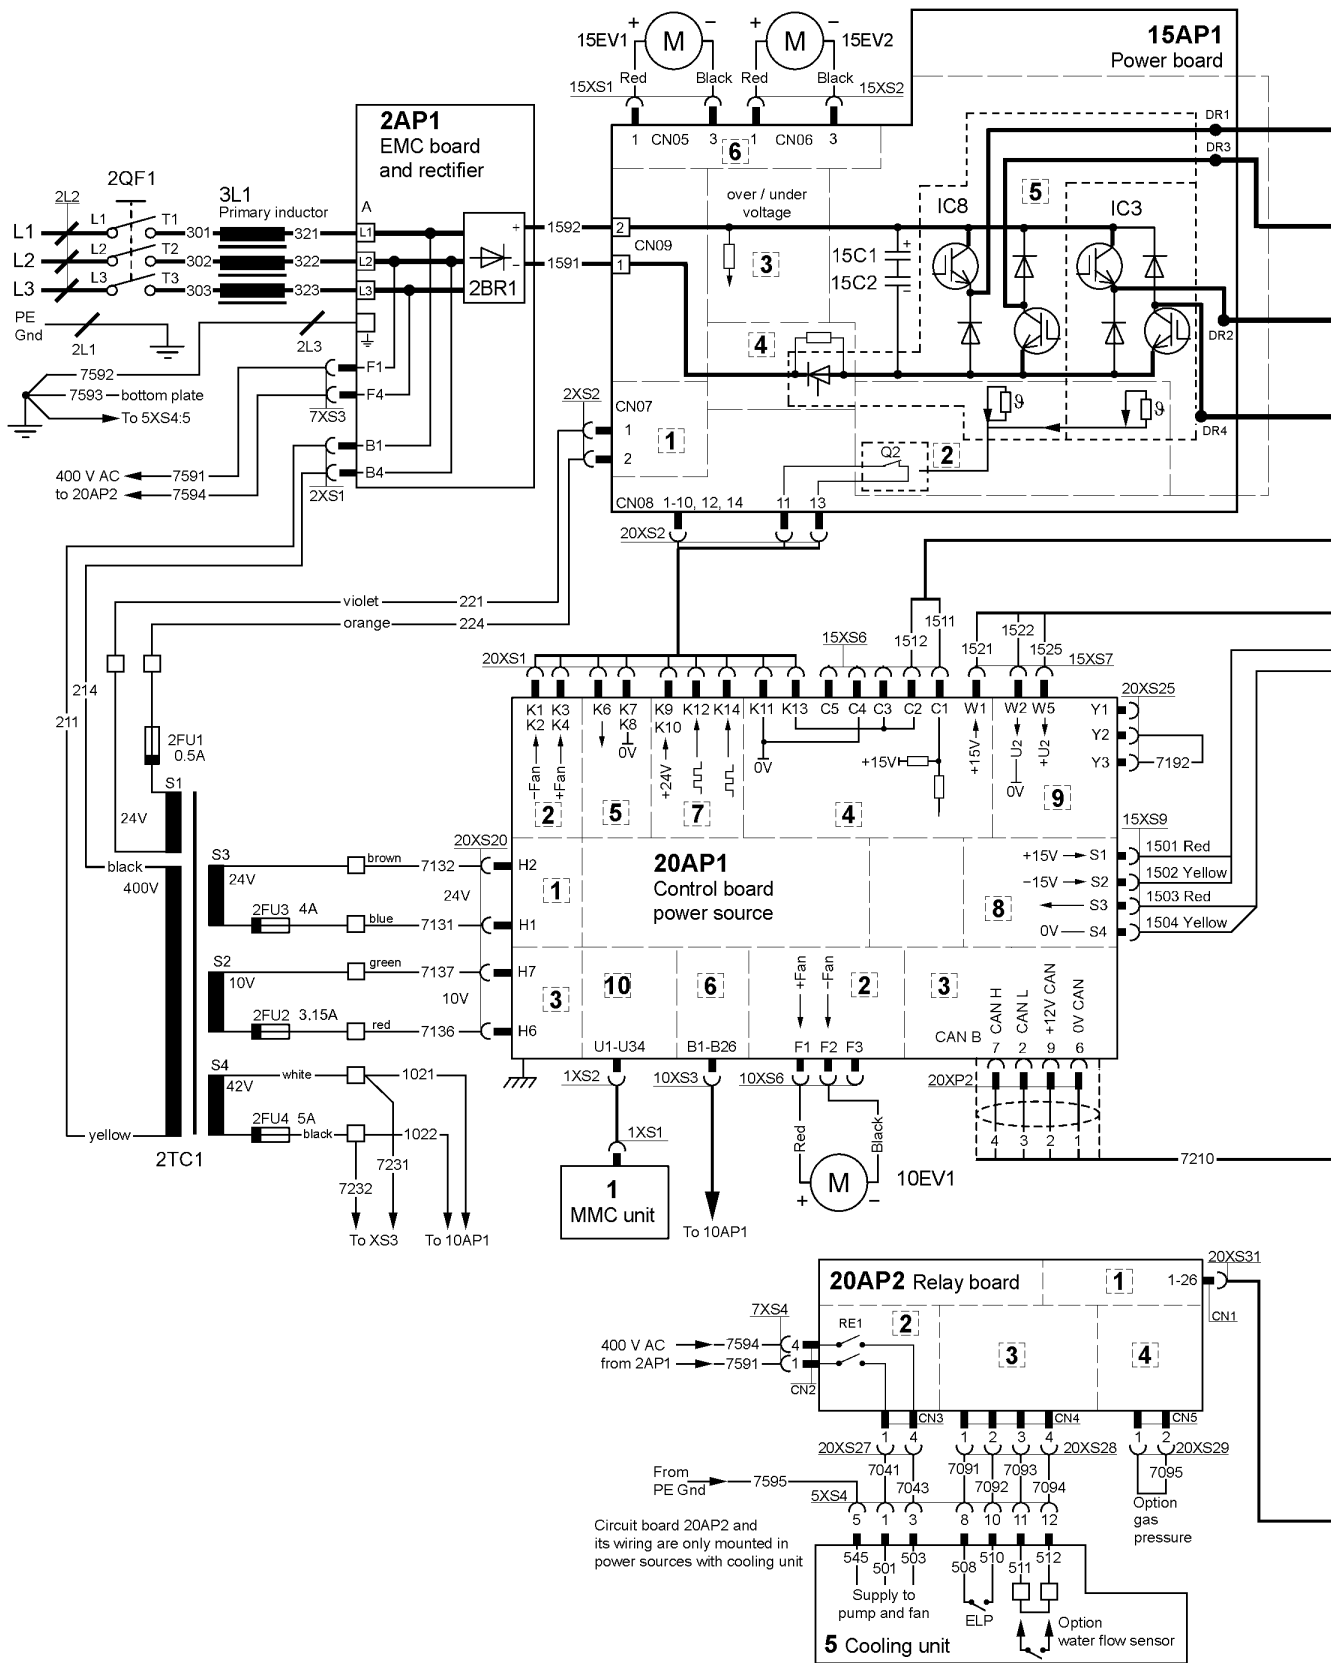 15AP1
Power board
15EV1
+
M
−
15EV2
+
M
−
Red
Black
Red
Black
15XS1
15XS2
1
CN05
3
1
CN06
3
6
DR1
DR3
5
2AP1
EMC board
and rectifier
2QF1
2L2
3L1
Primary inductor
A
L1
L1
T1
301
321
L1
L2
L2
T2
302
322
L2
L3
L3
T3
303
323
L3
+
−
2BR1
1592
1591
2
CN09
1
over / under
voltage
3
15C1
15C2
+
−
IC8
IC3
DR2
DR4
4
PE
Gnd
2L1
2L3
7592
7593
bottom plate
To 5XS4:5
F1
F4
7XS3
B1
B4
2XS1
400 V AC
to 20AP2
7591
7594
2XS2
CN07
1
2
1
Q2
2
ϑ
ϑ
CN08
1-10, 12, 14
11
13
20XS2
violet
221
orange
224
214
211
2FU1
0.5A
S1
24V
black
400V
yellow
2TC1
20XS1
15XS6
1512
1511
1521
1522
1525
15XS7
20XS25
K1
K2
K3
K4
K6
K7
K8
K9
K10
K12
K14
K11
K13
C5
C4
C3
C2
C1
W1
W2
W5
Y1
Y2
Y3
7192
−Fan
+Fan
0V
+24V
0V
+15V
+15V
−U2
0V
+U2
2
5
7
4
9
20XS20
20AP1
Control board
power source
15XS9
+15V
S1
1501 Red
−15V
S2
1502 Yellow
S3
1503 Red
0V
S4
1504 Yellow
8
S3
24V
brown
7132
H2
24V
1
2FU3
4A
blue
7131
H1
S2
10V
green
7137
H7
10V
3
2FU2
3.15A
red
7136
H6
10
6
+Fan
−Fan
2
3
CAN B
CAN H
CAN L
+12V CAN
0V CAN
7
2
9
6
U1-U34
B1-B26
F1
F2
F3
S4
42V
white
1021
2FU4
5A
black
1022
7231
7232
To XS3
To 10AP1
1XS2
10XS3
10XS6
20XP2
1XS1
4
3
2
1
7210
1
MMC unit
To 10AP1
Red
Black
M
+
−
10EV1
20AP2 Relay board
1
1-26
20XS31
CN1
7XS4
RE1
2
3
4
400 V AC
from 2AP1
7594
7591
4
1
CN2
CN3
CN4
CN5
1
4
1
2
3
4
1
2
20XS27
20XS28
20XS29
7041
7043
7091
7092
7093
7094
7095
From
PE Gnd
7595
5XS4
5
1
3
8
10
11
12
Option
gas
pressure
Circuit board 20AP2 and
its wiring are only mounted in
power sources with cooling unit
545
501
503
508
510
511
512
Supply to
pump and fan
ELP
Option
water flow sensor
5 Cooling unit